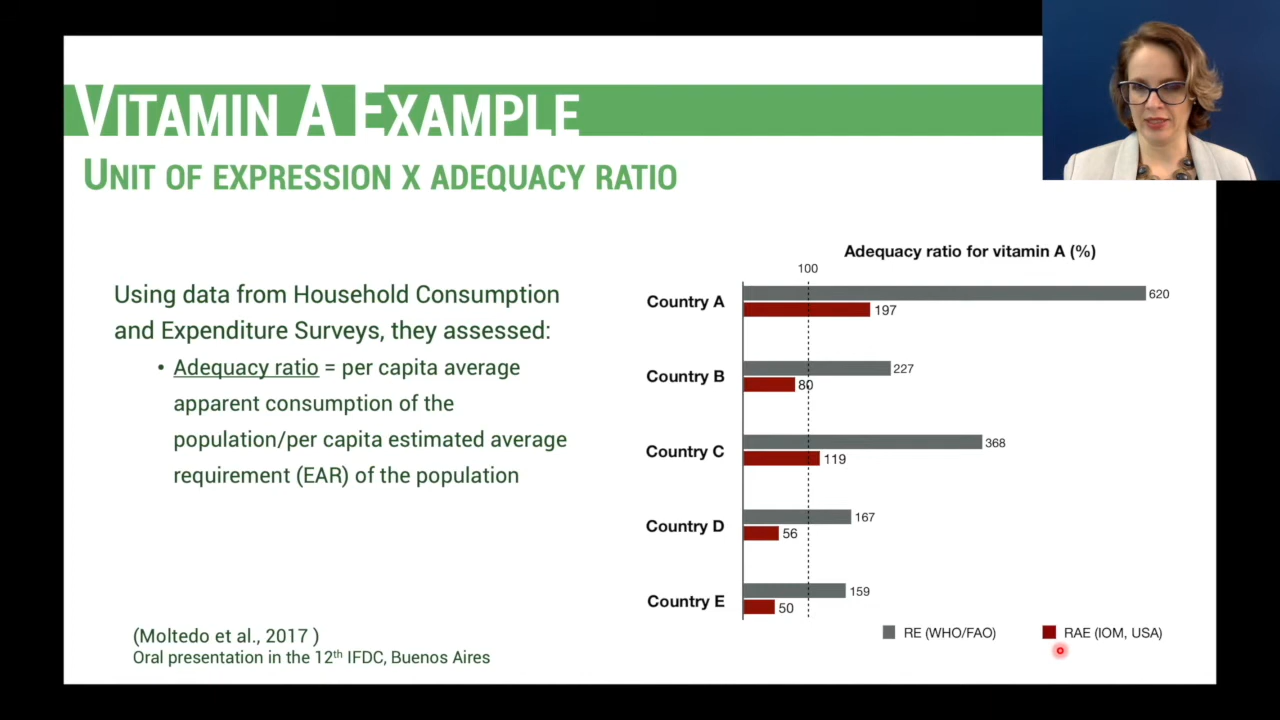 VITAMIN A EXAMPLE
UNIT OF EXPRESSION X ADEQUACY RATIO
Using data from Household Consumption
and Expenditure Surveys, they assessed:
• Adequacy ratio = per capita average
apparent consumption of the
population/per capita estimated average
requirement (EAR) of the population
(Moltedo et al., 2017 )
Oral presentation in the 12th IFDC, Buenos Aires
Adequacy ratio for vitamin A (%)
100
Country A
620
197
Country B
227
80
Country C
368
119
Country D
167
56
Country E
159
50
RE (WHO/FAO)
RAE (IOM, USA)